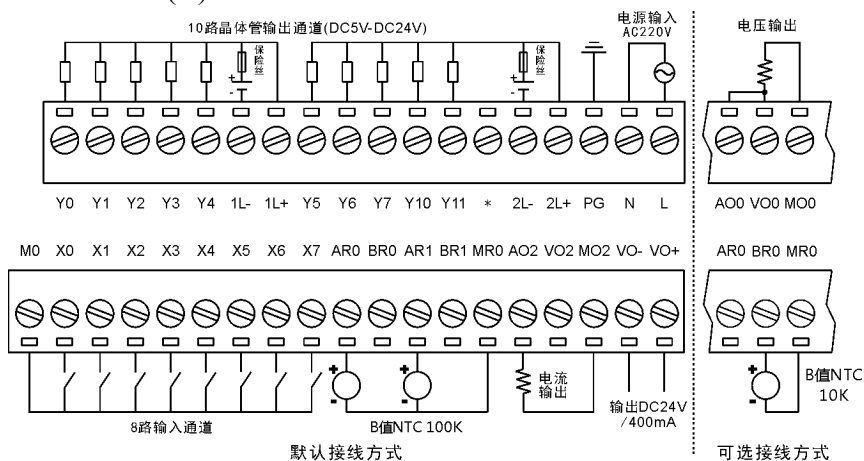 10路晶体管输出通道(DC5V-DC24V)
保险丝
+
-
保险丝
+
-
电源输入
AC220V
电压输出
Y0 Y1 Y2 Y3 Y4 1L- 1L+ Y5 Y6 Y7 Y10 Y11 * 2L- 2L+ PG N L
AO0 VO0 MO0
M0 X0 X1 X2 X3 X4 X5 X6 X7 AR0 BR0 AR1 BR1 MR0 AO2 VO2 MO2 VO- VO+
AR0 BR0 MR0
8路输入通道
+
-
+
-
B值NTC 100K
电流
输出
输出DC24V
/400mA
+
-
B值NTC
10K
默认接线方式
可选接线方式